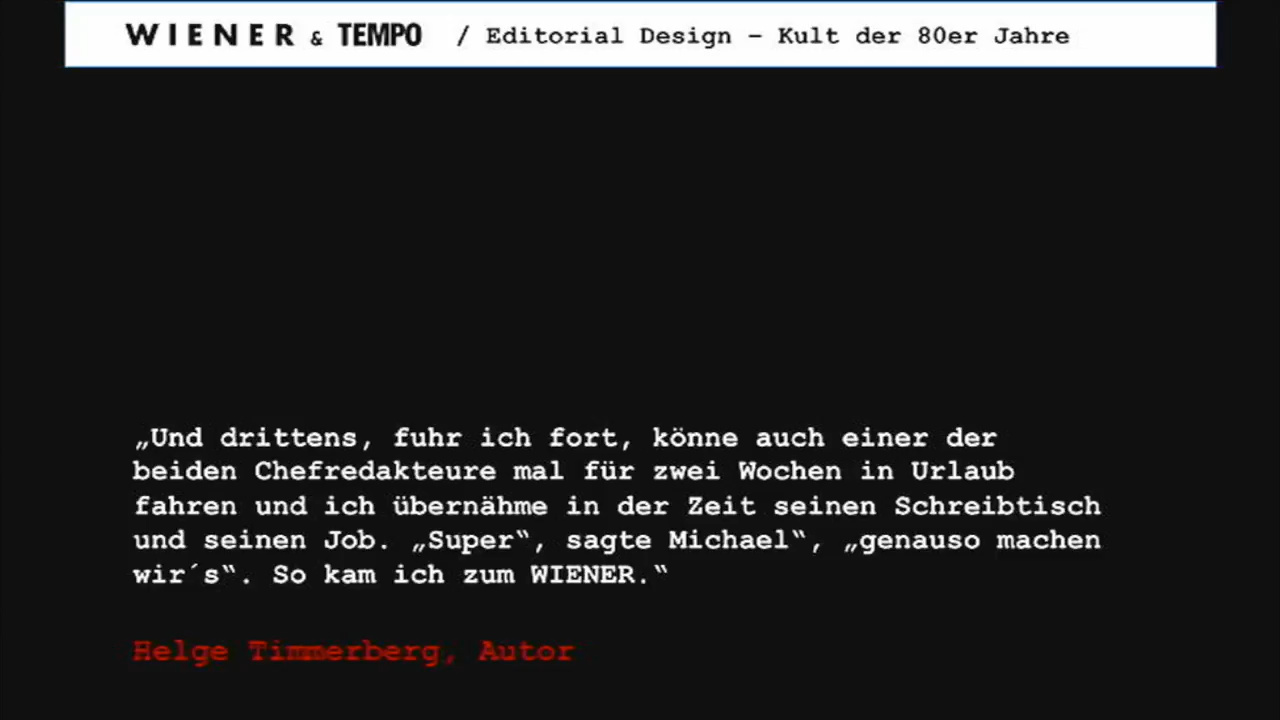 WIENER & TEMPO / Editorial Design – Kult der 80er Jahre
„Und drittens, fuhr ich fort, könne auch einer der
beiden Chefredakteure mal für zwei Wochen in Urlaub
fahren und ich übernähme in der Zeit seinen Schreibtisch
und seinen Job. „Super‟, sagte Michael‟, „genauso machen
wir´s‟. So kam ich zum WIENER.‟
Helge Timmerberg, Autor